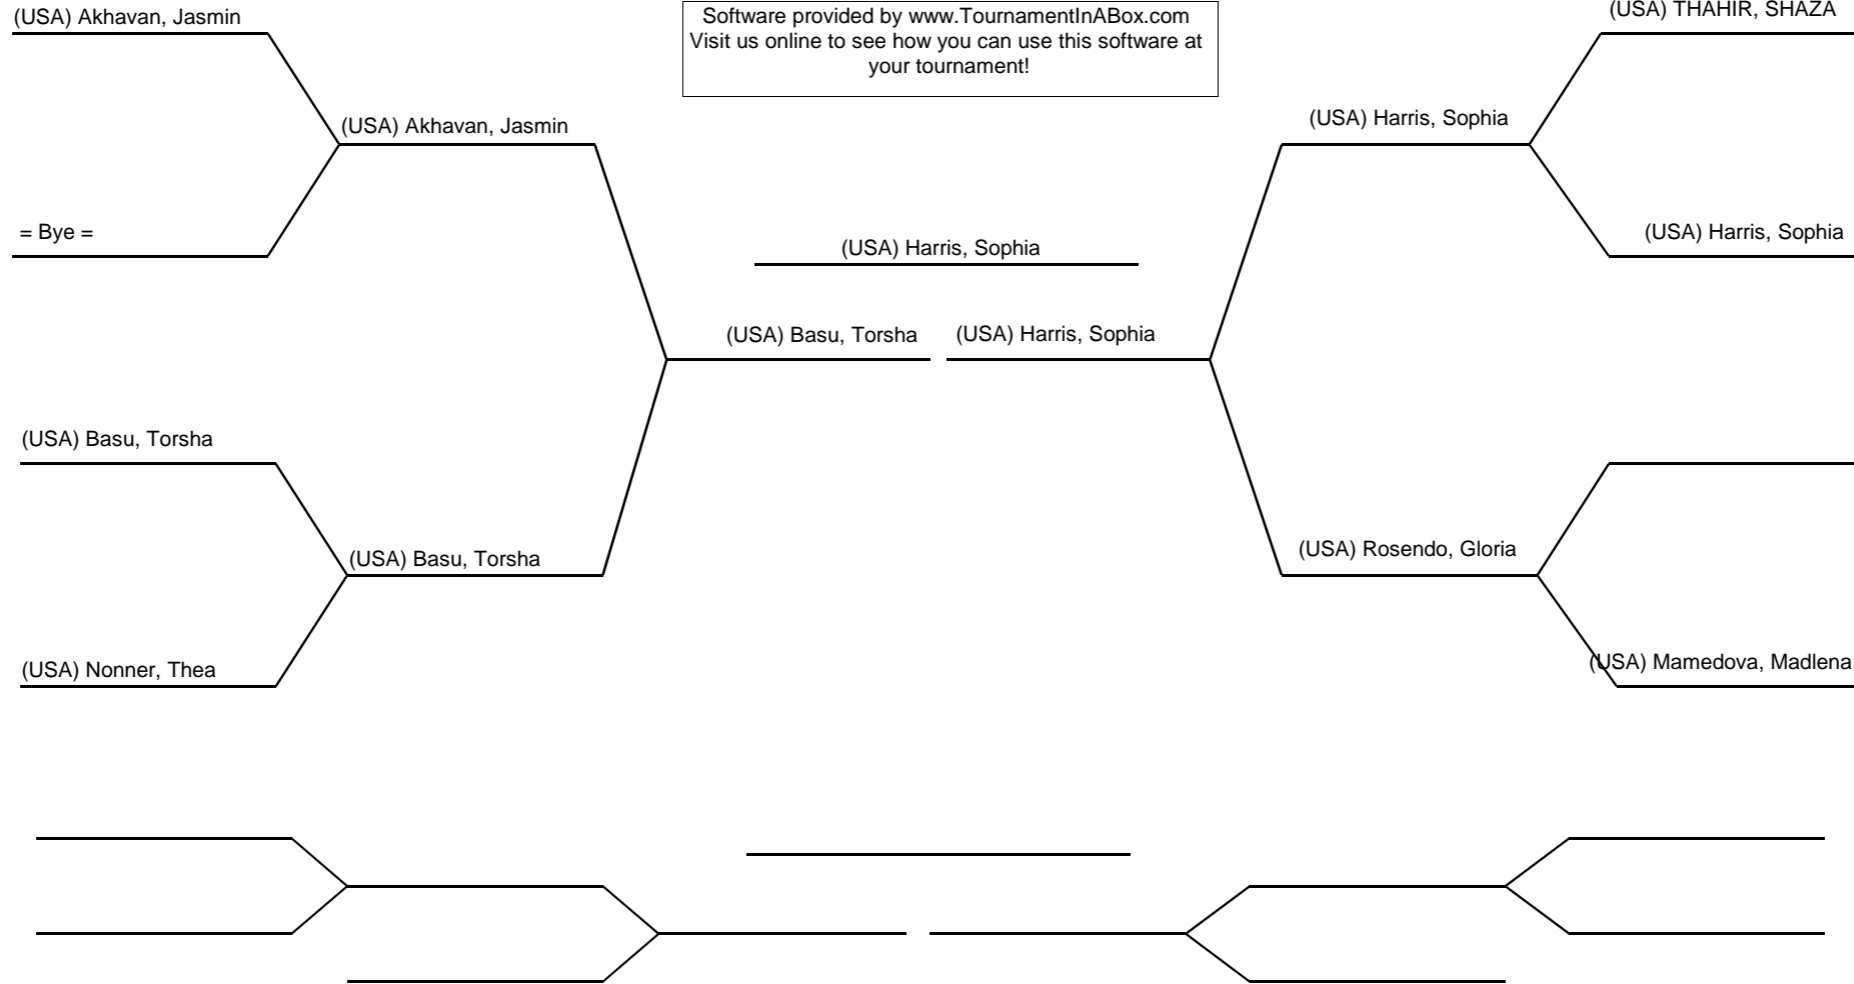 (USA) Akhavan, Jasmin
Software provided by www.TournamentInABox.com
Visit us online to see how you can use this software at
your tournament!
(USA) THAHIR, SHAZA
(USA) Akhavan, Jasmin
(USA) Harris, Sophia
= Bye =
(USA) Harris, Sophia
(USA) Harris, Sophia
(USA) Basu, Torsha
(USA) Harris, Sophia
(USA) Basu, Torsha
(USA) Basu, Torsha
(USA) Rosendo, Gloria
(USA) Nonner, Thea
(USA) Mamedova, Madlena